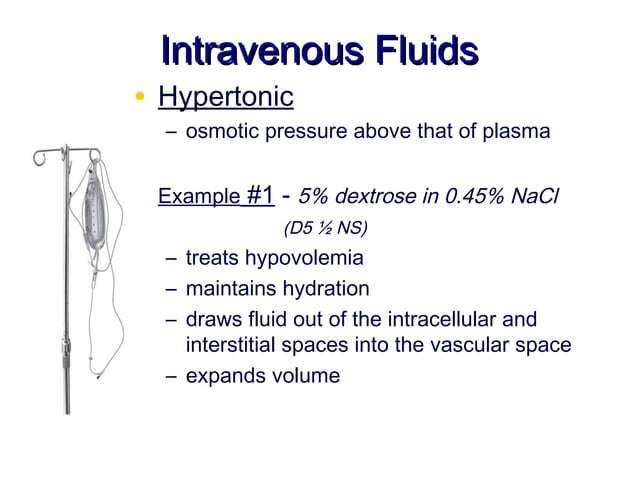 Intravenous Fluids
• Hypertonic
– osmotic pressure above that of plasma
Example #1 - 5% dextrose in 0.45% NaCl
(D5 ½ NS)
– treats hypovolemia
– maintains hydration
– draws fluid out of the intracellular and
interstitial spaces into the vascular space
– expands volume